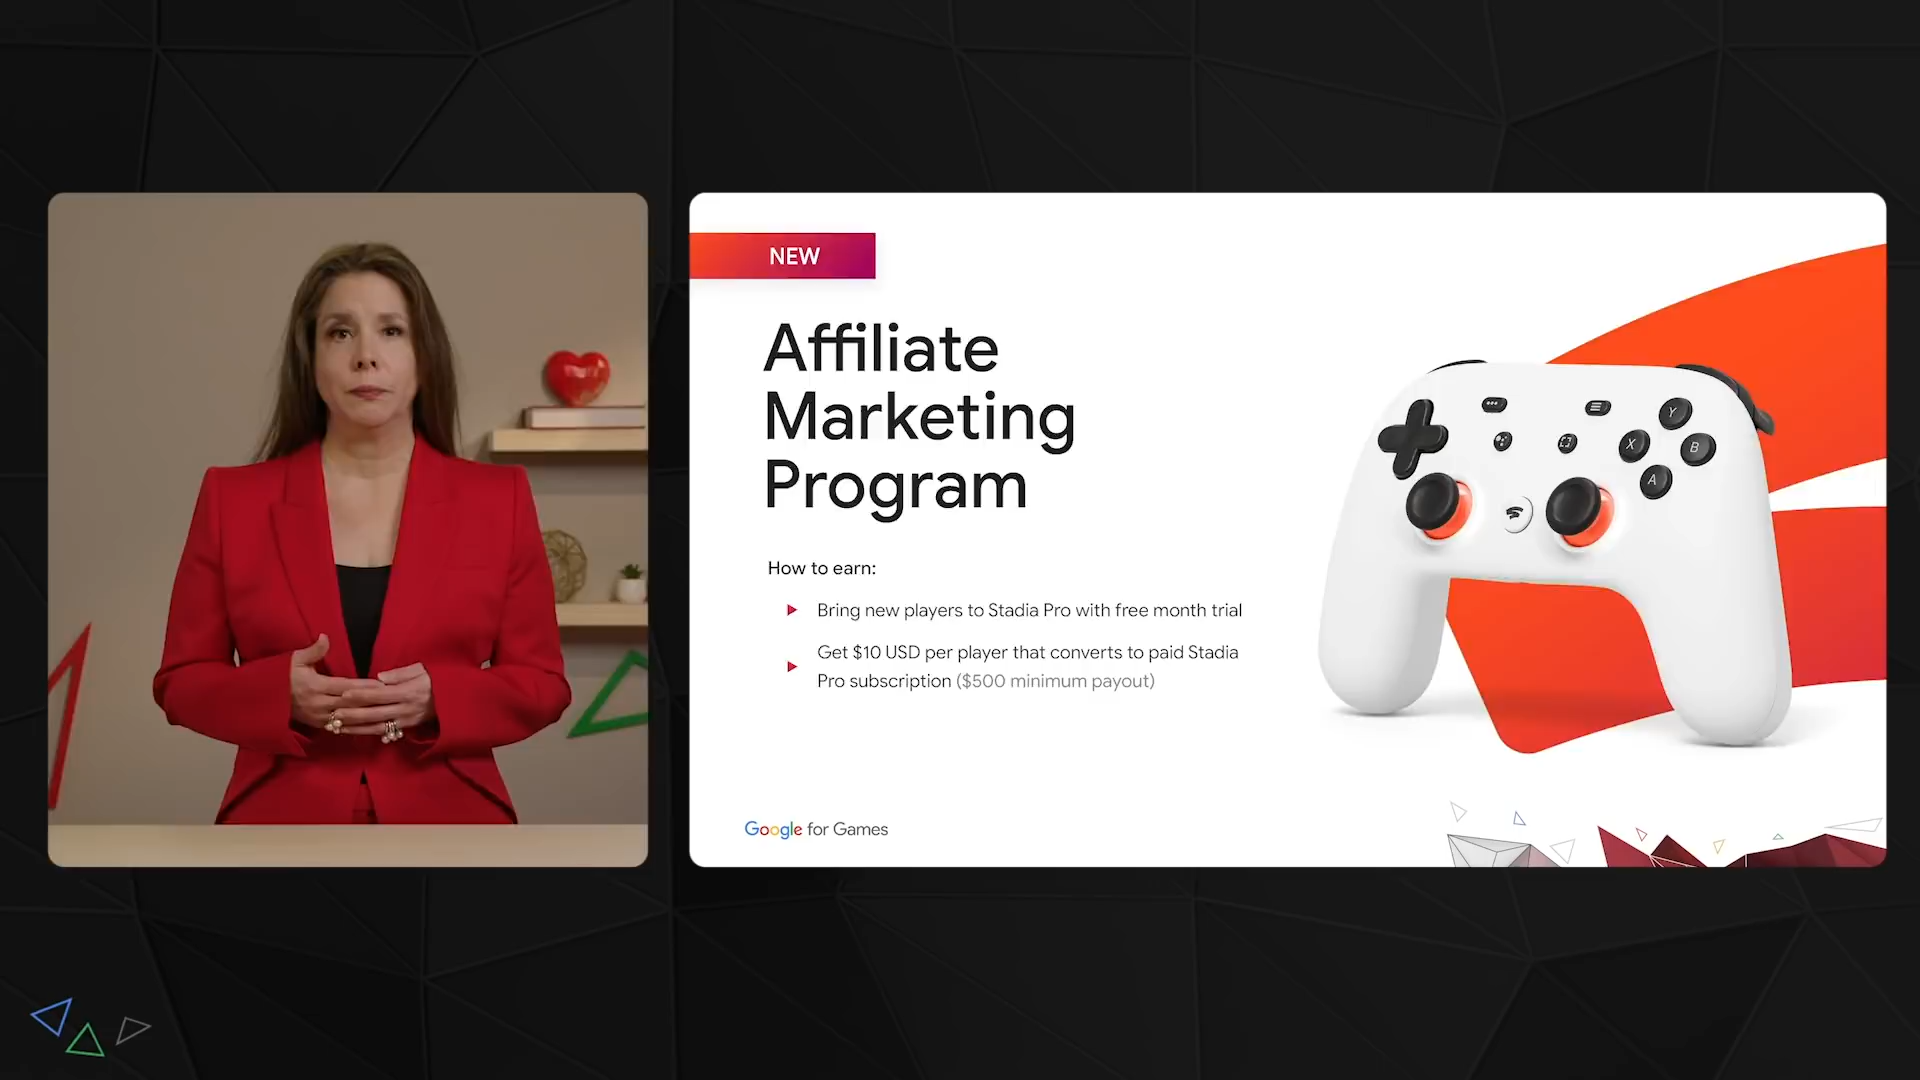 NEW
Affiliate
Marketing
Program
How to earn:
Bring new players to Stadia Pro with free month trial
Get $10 USD per player that converts to paid Stadia
Pro subscription ($500 minimum payout)
Y
X
B
A
Google for Games